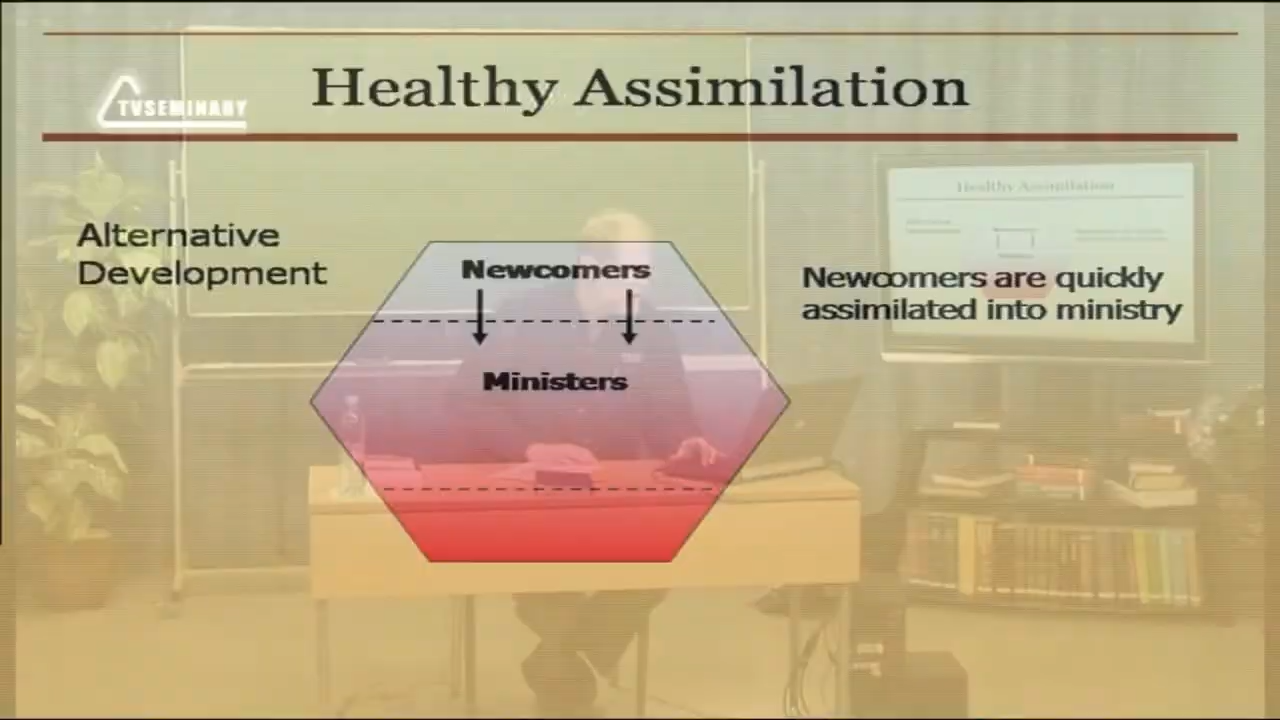 Healthy Assimilation
TVSEMINARY
Alternative
Development
Newcomers
Ministers
Newcomers are quickly
assimilated into ministry
Healthy Assimilation